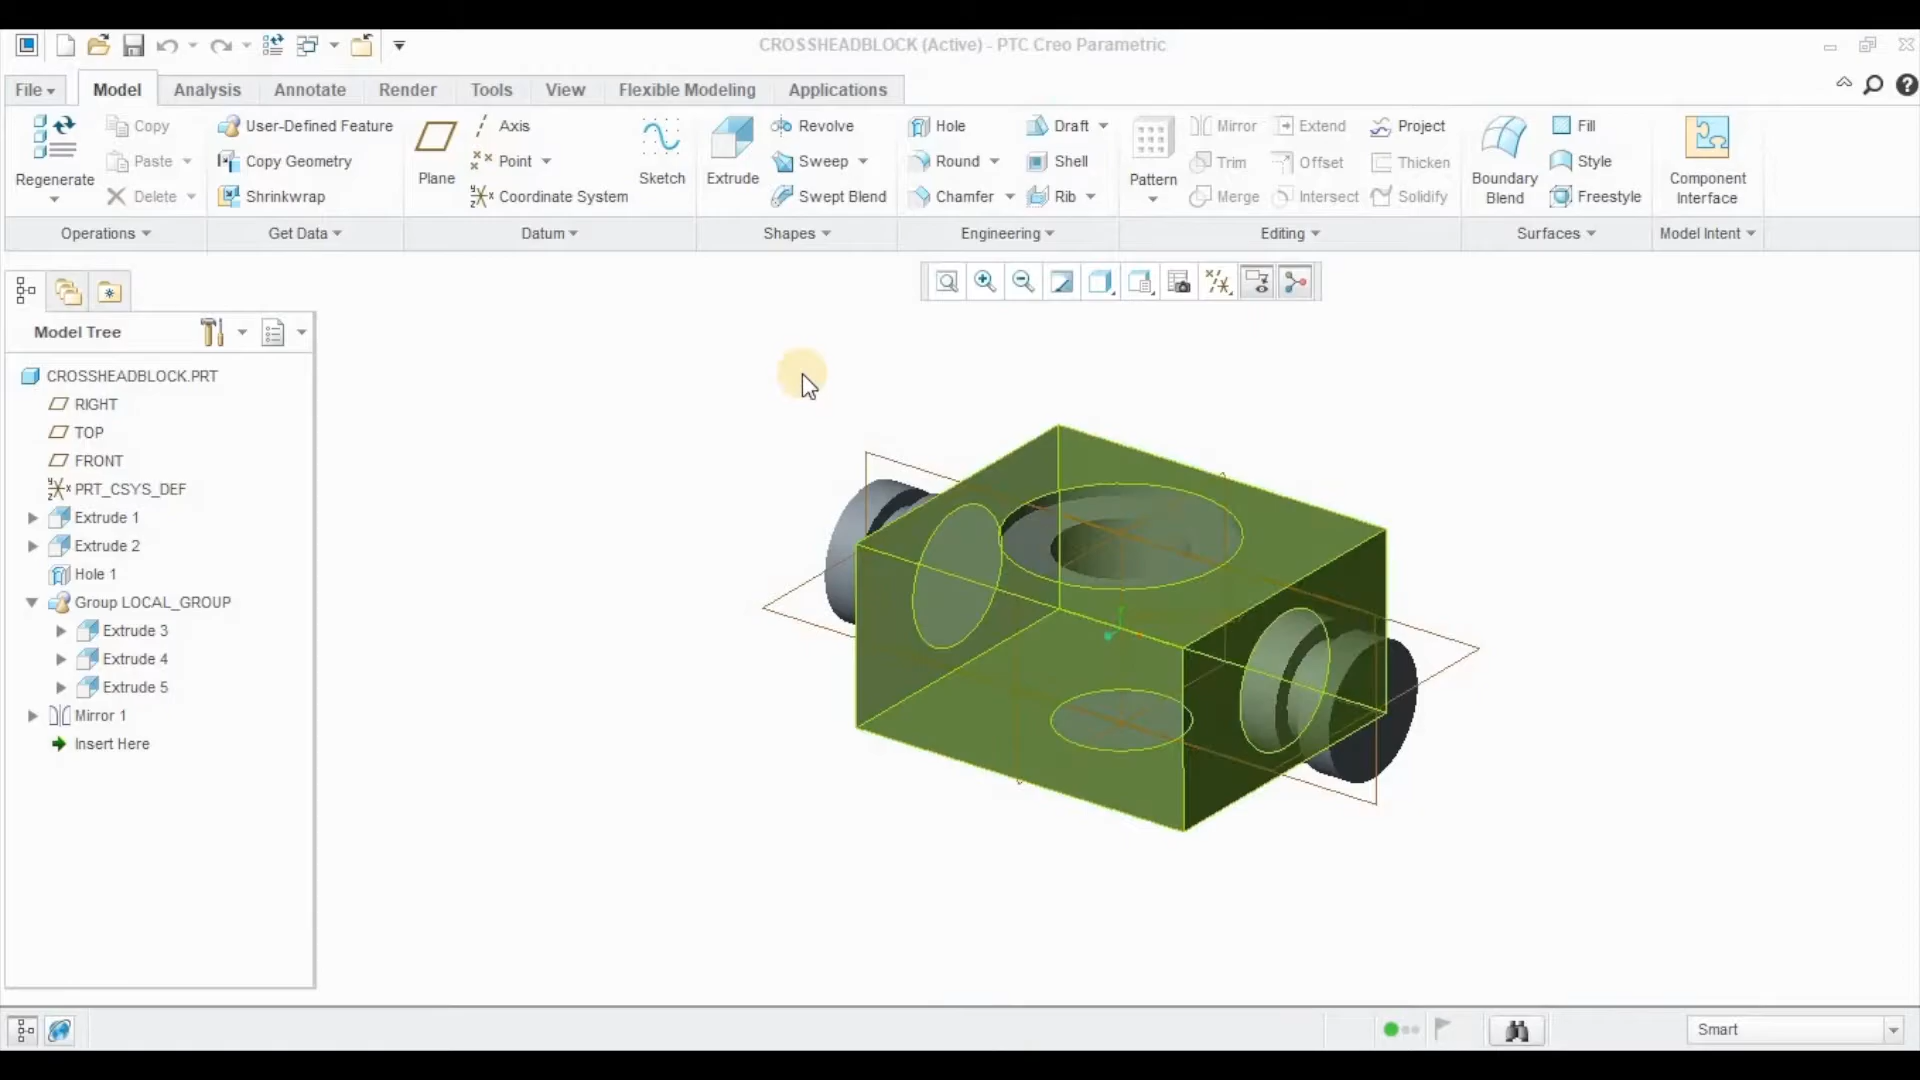 CROSSHEADBLOCK (Active) - PTC Creo Parametric
File Model Analysis Annotate Render Tools View Flexible Modeling Applications
Regenerate
Copy
Paste
Delete
Operations
User-Defined Feature
Copy Geometry
Shrinkwrap
Get Data
Plane
Axis
Point
Coordinate System
Sketch
Datum
Extrude
Revolve
Sweep
Swept Blend
Shapes
Hole
Round
Chamfer
Draft
Shell
Rib
Engineering
Pattern
Mirror
Trim
Merge
Extend
Offset
Intersect
Project
Thicken
Solidify
Editing
Boundary
Blend
Fill
Style
Freestyle
Surfaces
Component
Interface
Model Intent
Model Tree
CROSSHEADBLOCK.PRT
RIGHT
TOP
FRONT
PRT_CSYS_DEF
Extrude 1
Extrude 2
Hole 1
Group LOCAL_GROUP
Extrude 3
Extrude 4
Extrude 5
Mirror 1
Insert Here
Smart